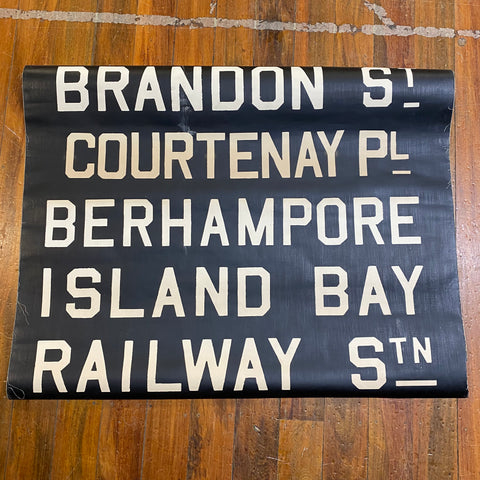 BRANDON ST
COURTENAY PL
BERHAMPORE
ISLAND BAY
RAILWAY STN